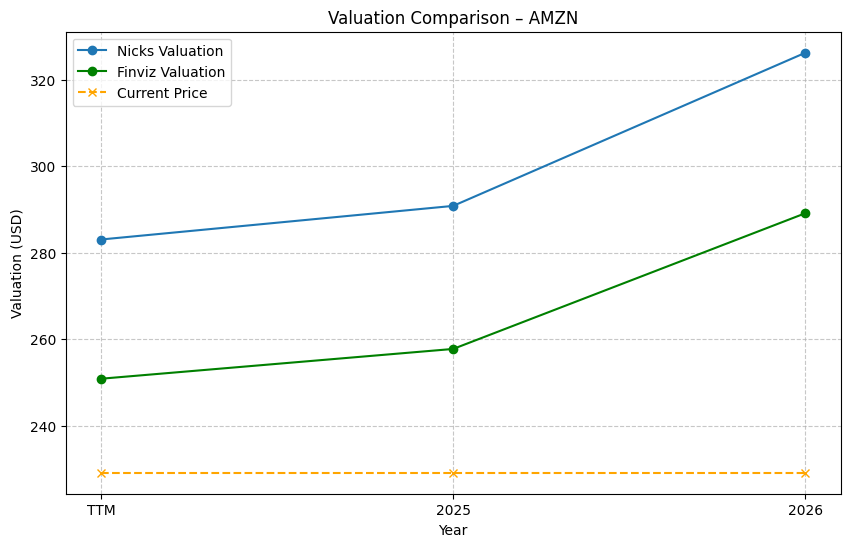 Valuation Comparison – AMZN
Nicks Valuation
Finviz Valuation
Current Price
Valuation (USD)
320
300
280
260
240
TTM
2025
2026
Year